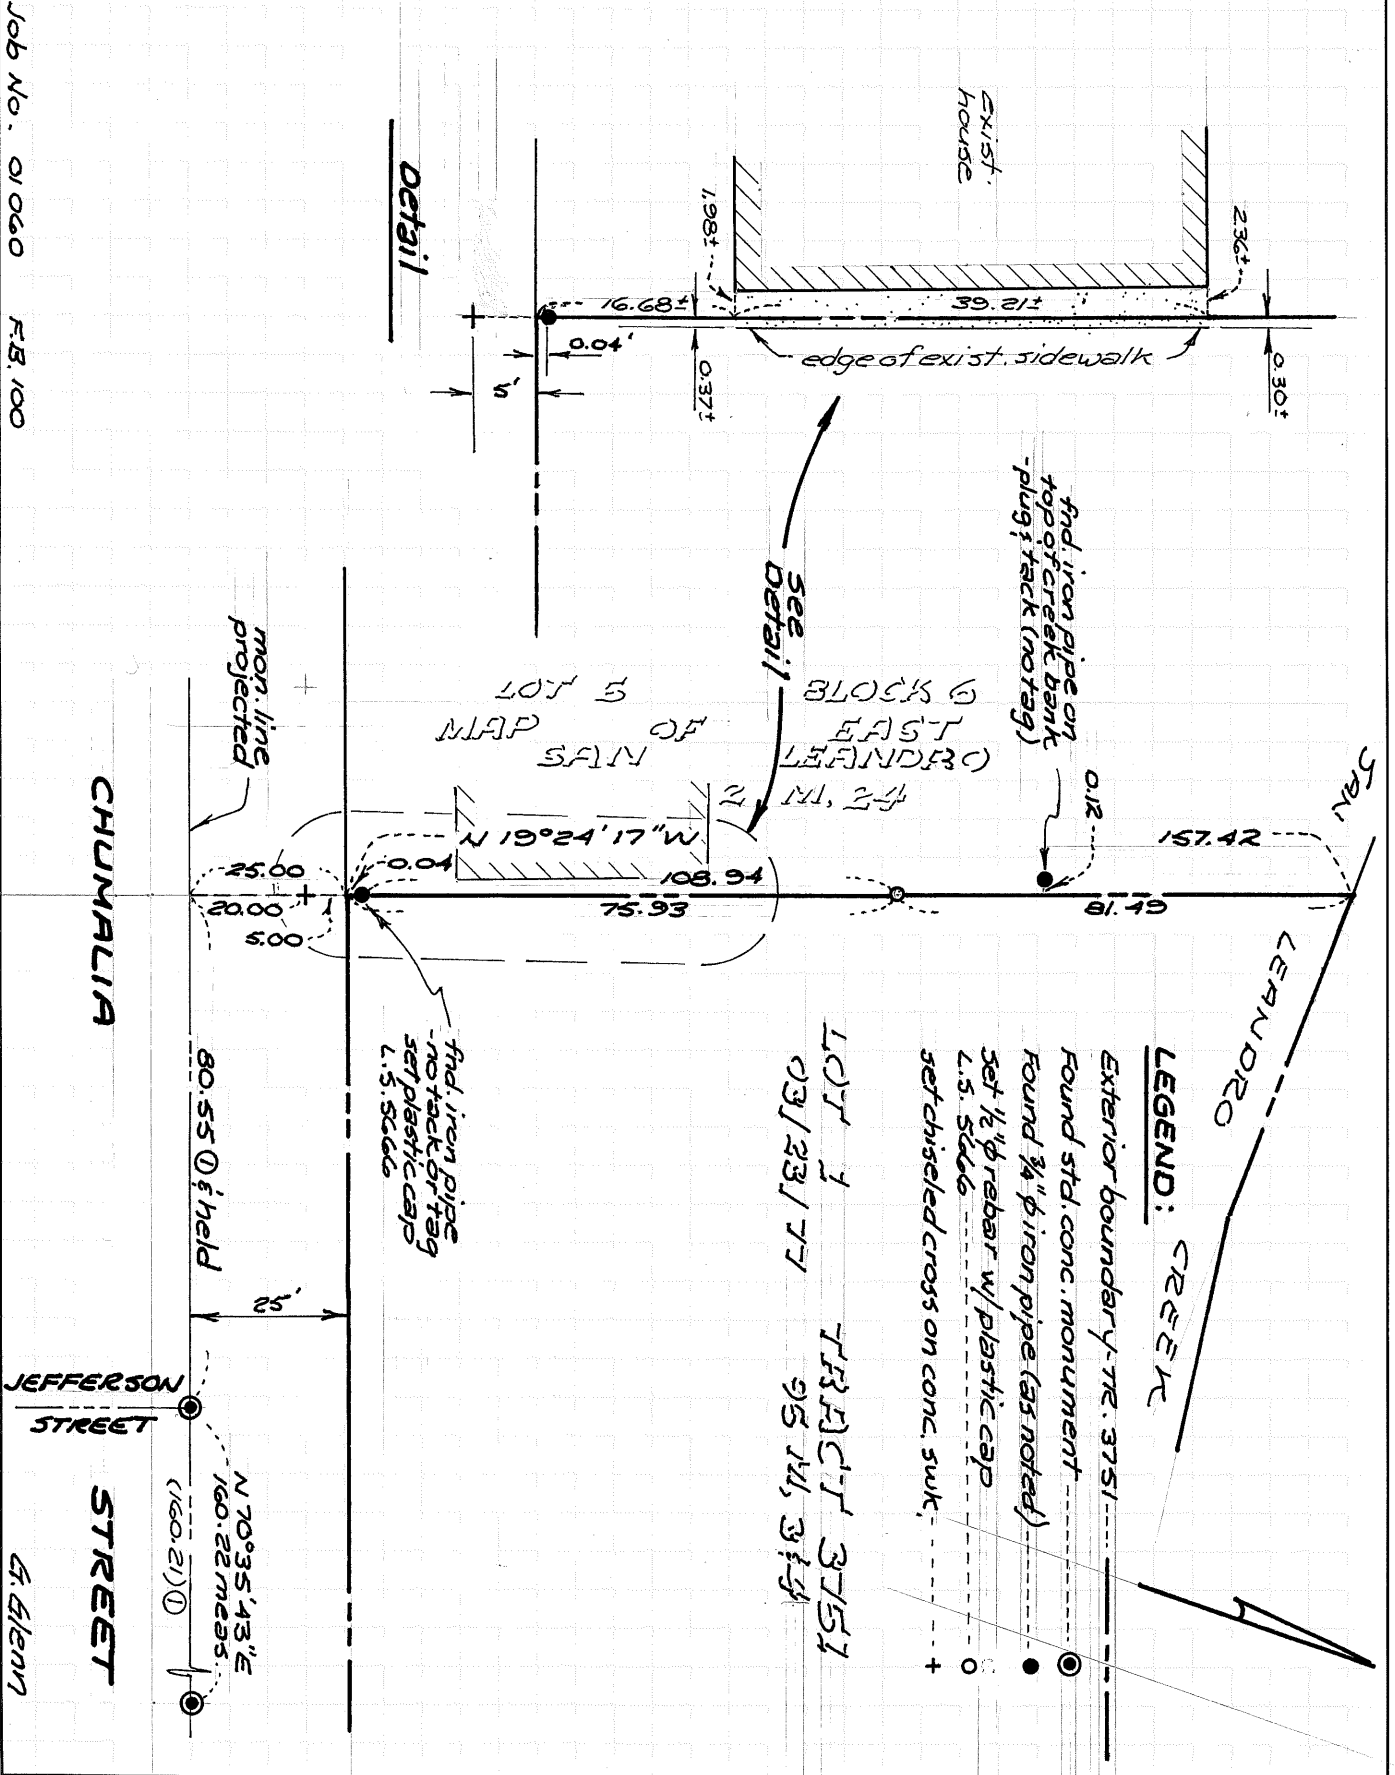 Job No. 01060 F.B. 100
Detail
exist.
house
1.98±
2.36±
16.68±
39.21±
0.04'
5'
0.37±
0.30±
edge of exist. sidewalk
See
Detail
fnd. iron pipe on
top of creek bank
-plug & tack (no tag)
0.12
mon. line
projected
LOT 5 BLOCK 6
MAP OF EAST
SAN LEANDRO
2 M. 24
N 19°24'17"W
0.04
108.94
157.42
75.93
81.49
25.00
20.00
5.00
fnd. iron pipe
-no tack or tag
set plastic cap
L.S. 5666
SAN LEANDRO CREEK
LEGEND:
Exterior boundary - TR. 3751
Found std. conc. monument
Found 3/4" φ iron pipe (as noted)
Set 1/2" φ rebar w/ plastic cap
L.S. 5666
set chiseled cross on conc. swk.
LOT 1 TRACT 3751
03/23/77 95 M. 3 & 4
80.55 ① & held
25'
JEFFERSON
STREET
N 70°35'43"E
160.22 meas.
(160.21) ①
CHUMALIA STREET
G. Glenn